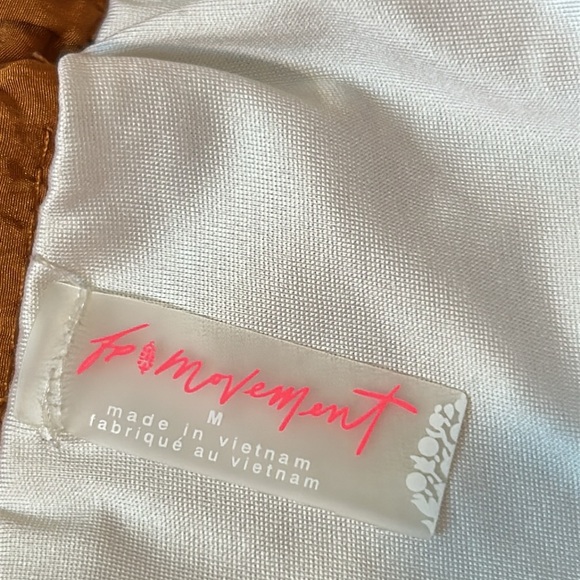 fp movement
M
made in vietnam
fabriqué au vietnam